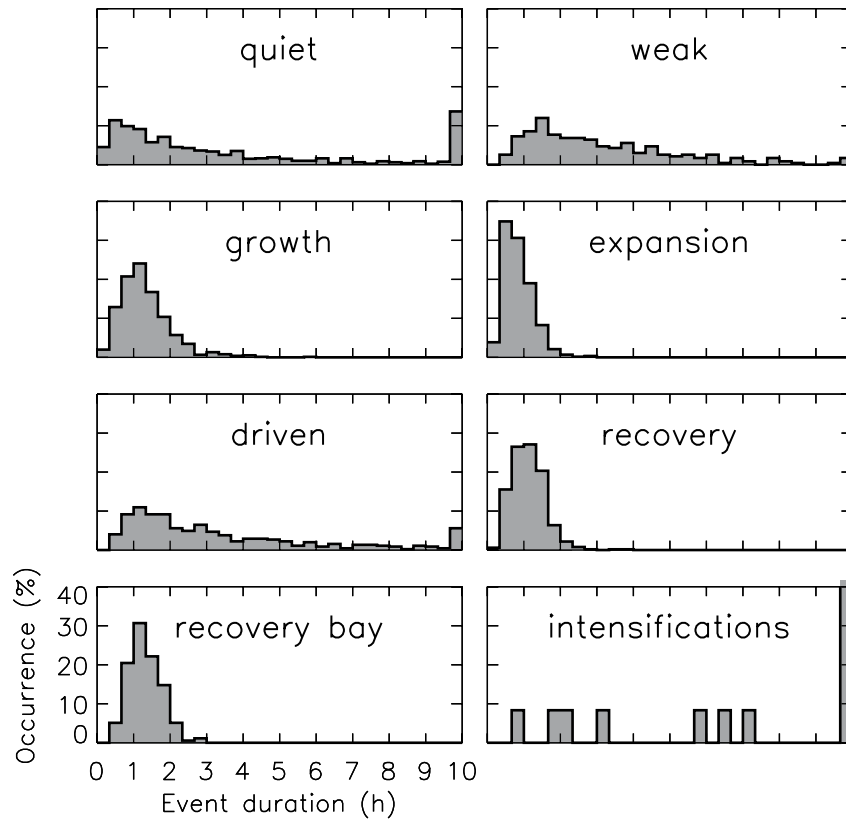 quiet
weak
growth
expansion
driven
recovery
Occurrence (%)
40
30
20
10
0
recovery bay
intensifications
0 1 2 3 4 5 6 7 8 9 10
Event duration (h)